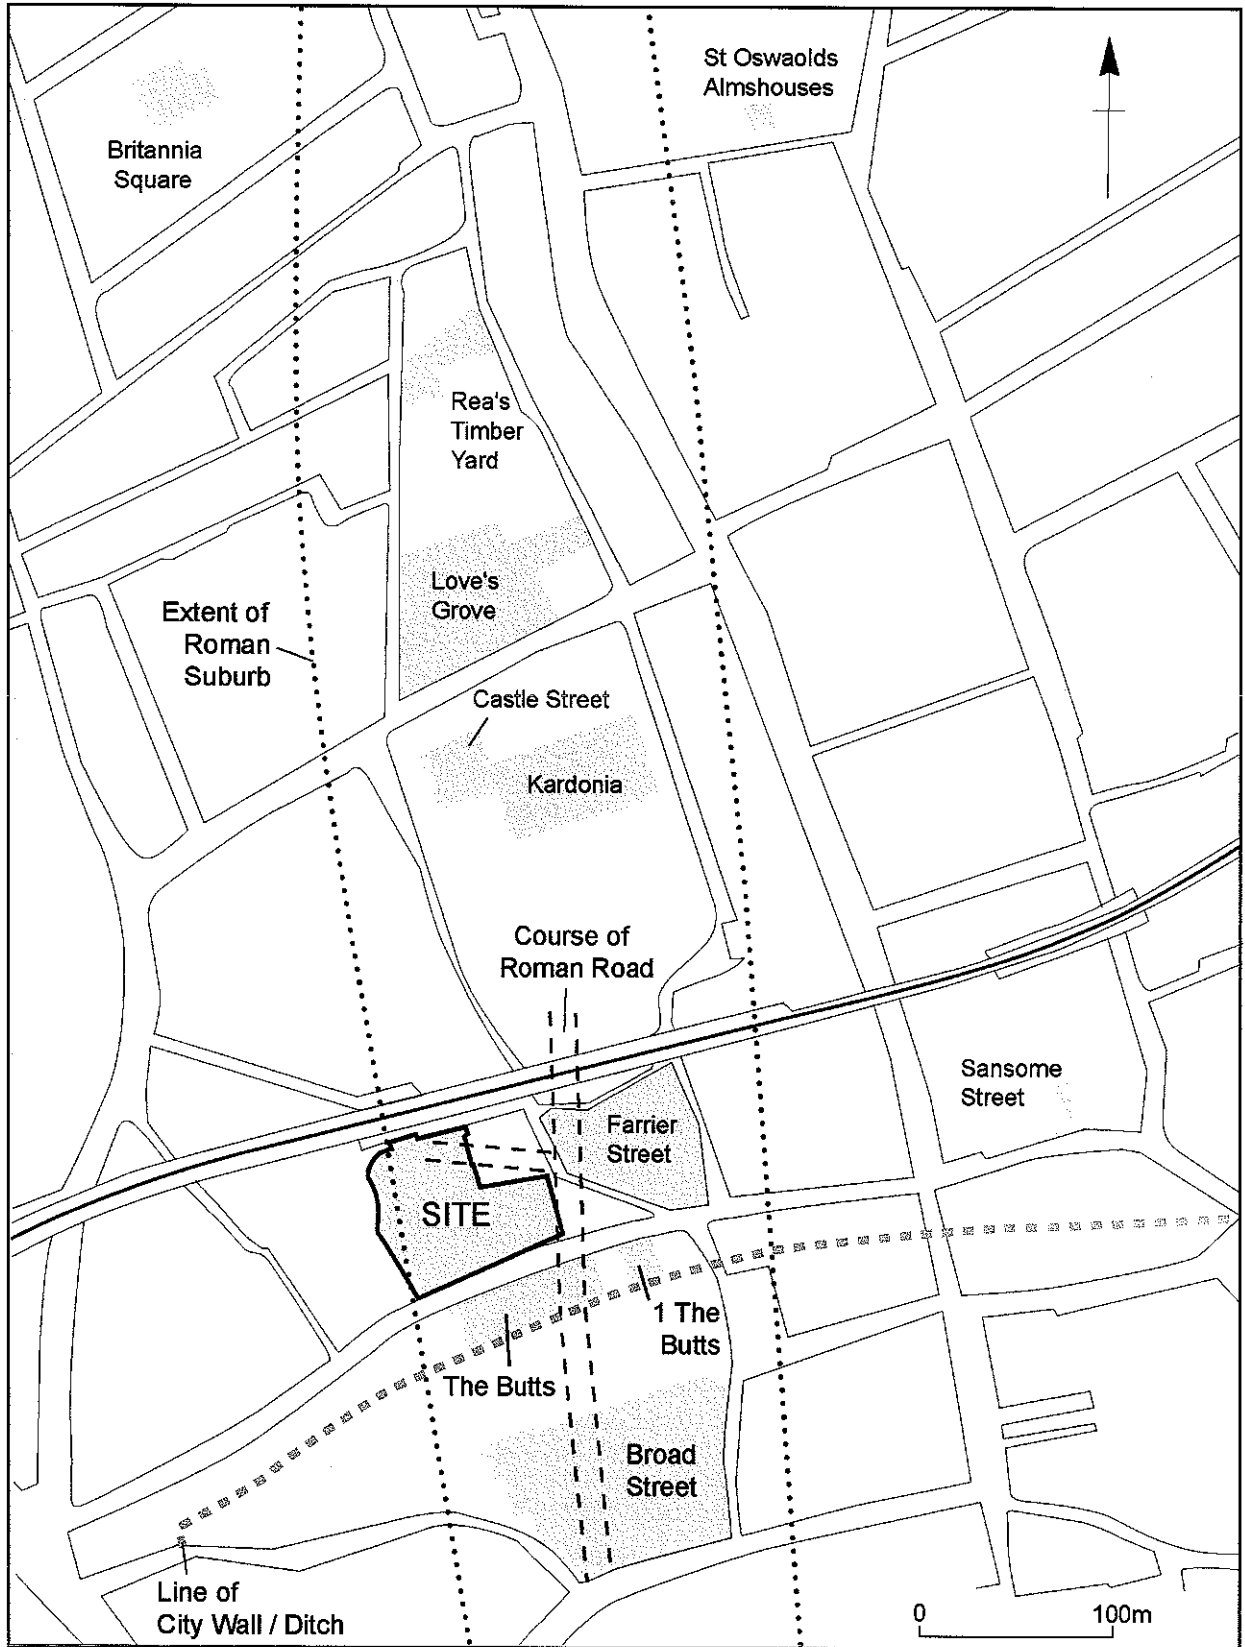 St Oswaolds
Almshouses
Britannia
Square
Rea's
Timber
Yard
Love's
Grove
Extent of
Roman
Suburb
Castle Street
Kardonia
Course of
Roman Road
Sansome
Street
Farrier
Street
SITE
1 The
Butts
The Butts
Broad
Street
Line of
City Wall / Ditch
0 100m